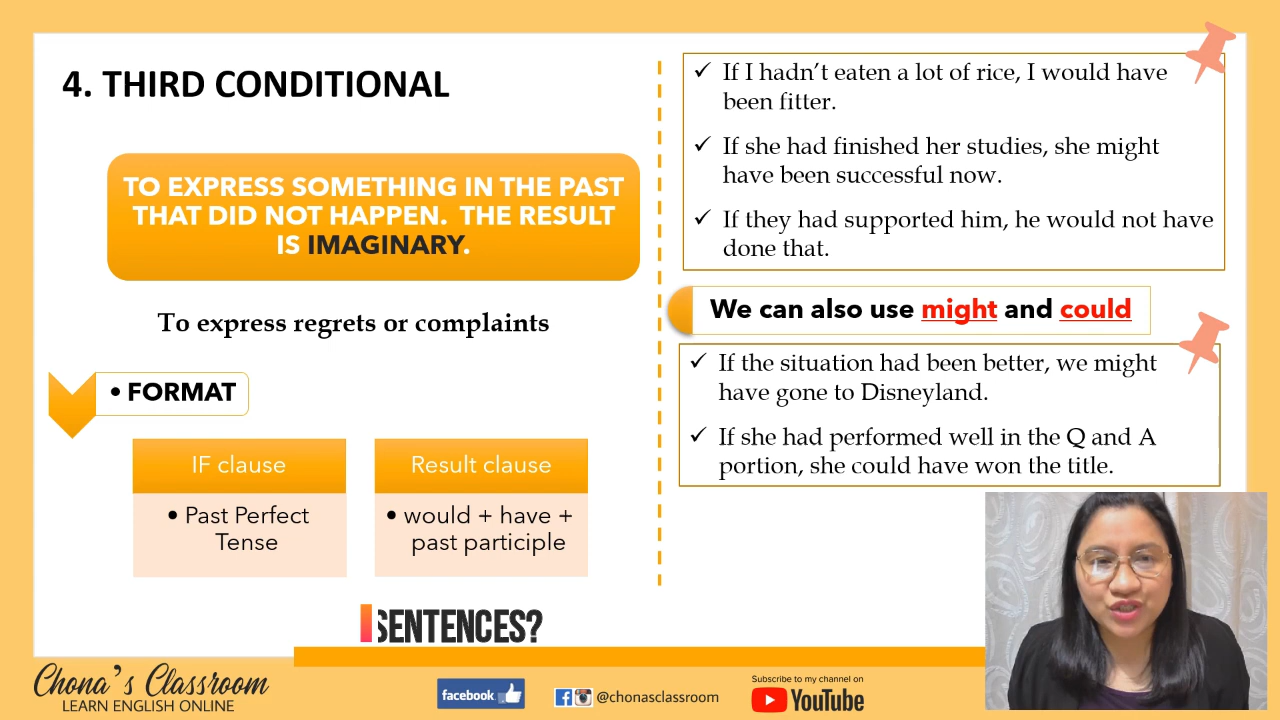 4. THIRD CONDITIONAL
TO EXPRESS SOMETHING IN THE PAST
THAT DID NOT HAPPEN. THE RESULT
IS IMAGINARY.
To express regrets or complaints
• FORMAT
IF clause
• Past Perfect
Tense
Result clause
• would + have +
past participle
SENTENCES?
✓ If I hadn’t eaten a lot of rice, I would have
been fitter.
✓ If she had finished her studies, she might
have been successful now.
✓ If they had supported him, he would not have
done that.
We can also use might and could
✓ If the situation had been better, we might
have gone to Disneyland.
✓ If she had performed well in the Q and A
portion, she could have won the title.
Chona’s Classroom
LEARN ENGLISH ONLINE
facebook
@chonasclassroom
Subscribe to my channel on
YouTube